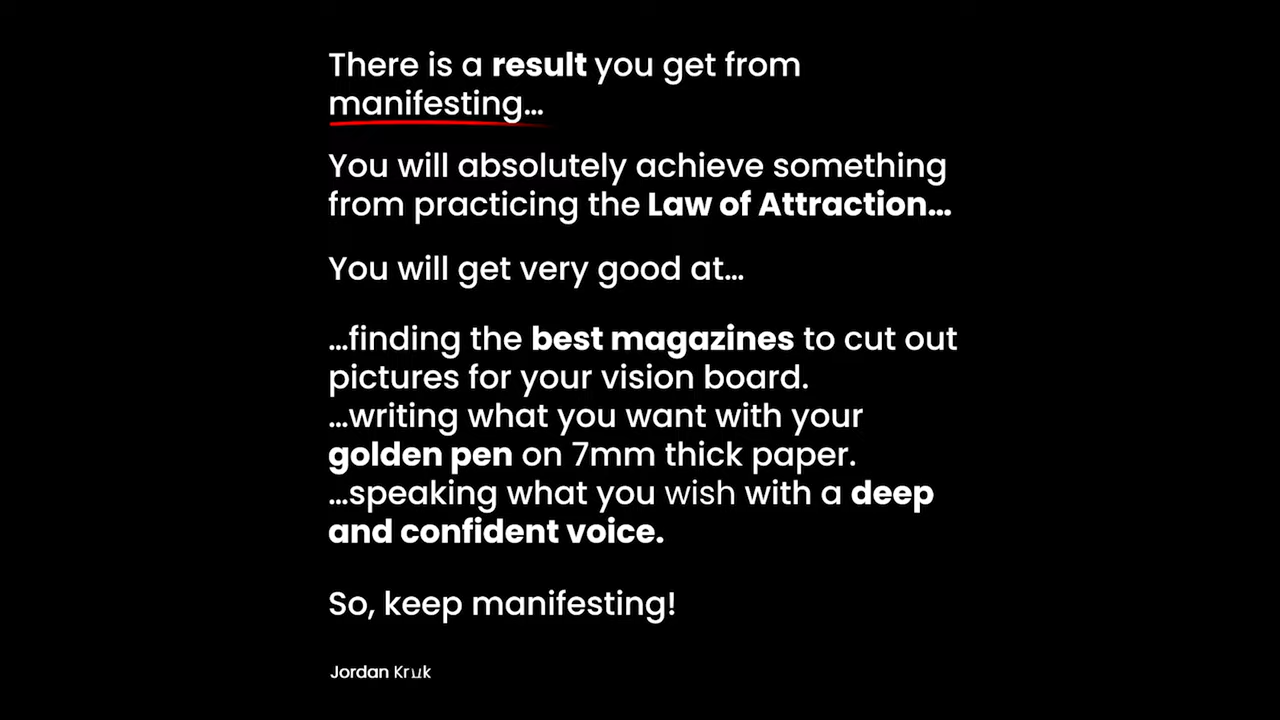 There is a result you get from
manifesting…
You will absolutely achieve something
from practicing the Law of Attraction…
You will get very good at…
…finding the best magazines to cut out
pictures for your vision board.
…writing what you want with your
golden pen on 7mm thick paper.
…speaking what you wish with a deep
and confident voice.
So, keep manifesting!
Jordan Kruk